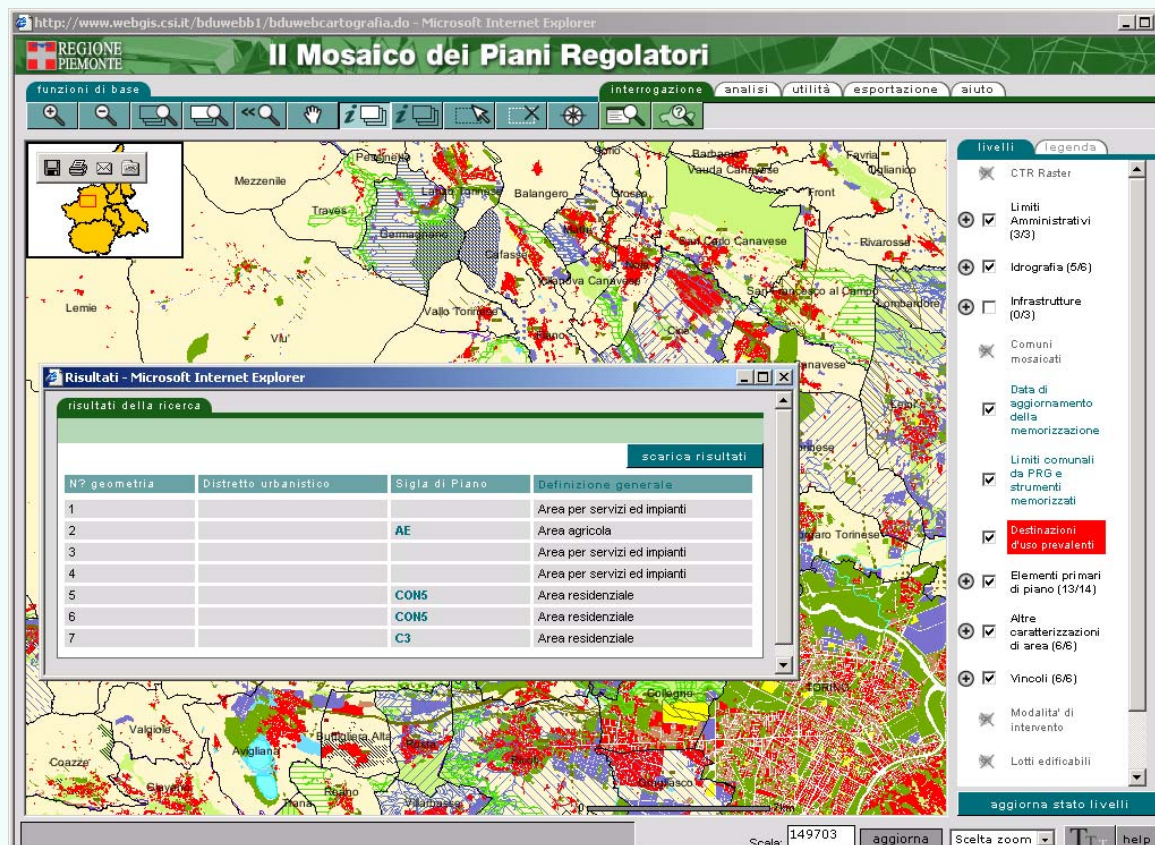 http://www.webgis.csi.it/bduwebb1/bduwebcartografia.do - Microsoft Internet Explorer
REGIONE
PIEMONTE
Il Mosaico dei Piani Regolatori
funzioni di base
interrogazione analisi utilità esportazione aiuto
livelli legenda
CTR Raster
Limiti
Amministrativi
(3/3)
Idrografia (5/6)
Infrastrutture
(0/3)
Comuni
mosaicati
Data di
aggiornamento
della
memorizzazione
Limiti comunali
da PRG e
strumenti
memorizzati
Destinazioni
d'uso prevalenti
Elementi primari
di piano (13/14)
Altre
caratterizzazioni
di area (6/6)
Vincoli (6/6)
Modalita' di
intervento
Lotti edificabili
aggiorna stato livelli
Mezzenile
Traves
Germagnano
Balangero
Grosso
Vauda Canavese
Front
Favria
Oglianico
Rivarossa
San Carlo Canavese
Lombardore
Lemie
Viu'
Vallo Torinese
Risultati - Microsoft Internet Explorer
risultati della ricerca
scarica risultati
N? geometria Distretto urbanistico Sigla di Piano Definizione generale
1 Area per servizi ed impianti
2 AE Area agricola
3 Area per servizi ed impianti
4 Area per servizi ed impianti
5 CON5 Area residenziale
6 CON5 Area residenziale
7 C3 Area residenziale
Valgioie
Avigliana
Buttigliera Alta
Rosta
Collegno
TORINO
Coazze
Giaveno
Trana
Reano
Villarbasse
Rivoli
Grugliasco
Scala: 149703 aggiorna Scelta zoom T T T help